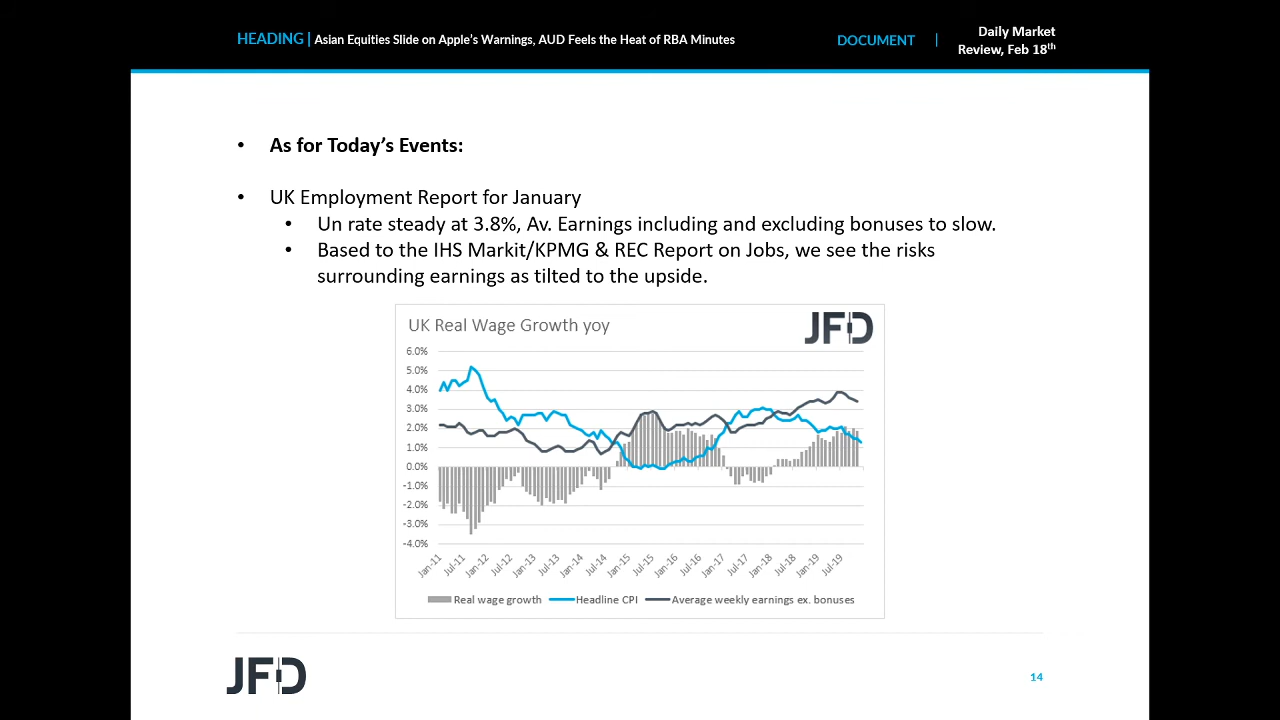 HEADING | Asian Equities Slide on Apple's Warnings, AUD Feels the Heat of RBA Minutes
DOCUMENT |
Daily Market
Review, Feb 18th
• As for Today's Events:
• UK Employment Report for January
• Un rate steady at 3.8%, Av. Earnings including and excluding bonuses to slow.
• Based to the IHS Markit/KPMG & REC Report on Jobs, we see the risks
surrounding earnings as tilted to the upside.
UK Real Wage Growth yoy
JFD
6.0%
5.0%
4.0%
3.0%
2.0%
1.0%
0.0%
-1.0%
-2.0%
-3.0%
-4.0%
Jan-11
Jul-11
Jan-12
Jul-12
Jan-13
Jul-13
Jan-14
Jul-14
Jan-15
Jul-15
Jan-16
Jul-16
Jan-17
Jul-17
Jan-18
Jul-18
Jan-19
Jul-19
Real wage growth
Headline CPI
Average weekly earnings ex. bonuses
JFD
14